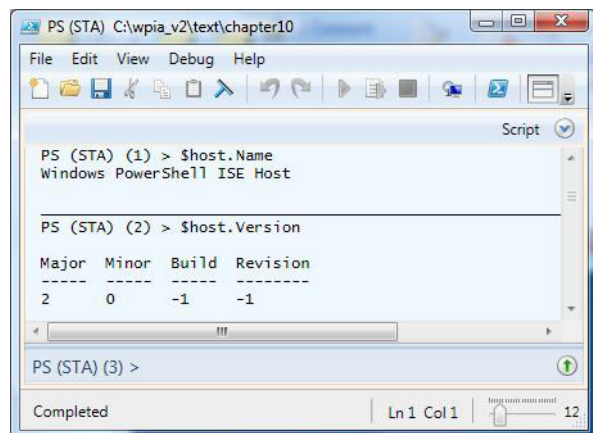 PS (STA) C:\wpia_v2\text\chapter10
File Edit View Debug Help
Script
PS (STA) (1) > $host.Name
Windows PowerShell ISE Host
PS (STA) (2) > $host.Version
Major Minor Build Revision
----- ----- ----- --------
2 0 -1 -1
PS (STA) (3) >
Completed Ln 1 Col 1 12